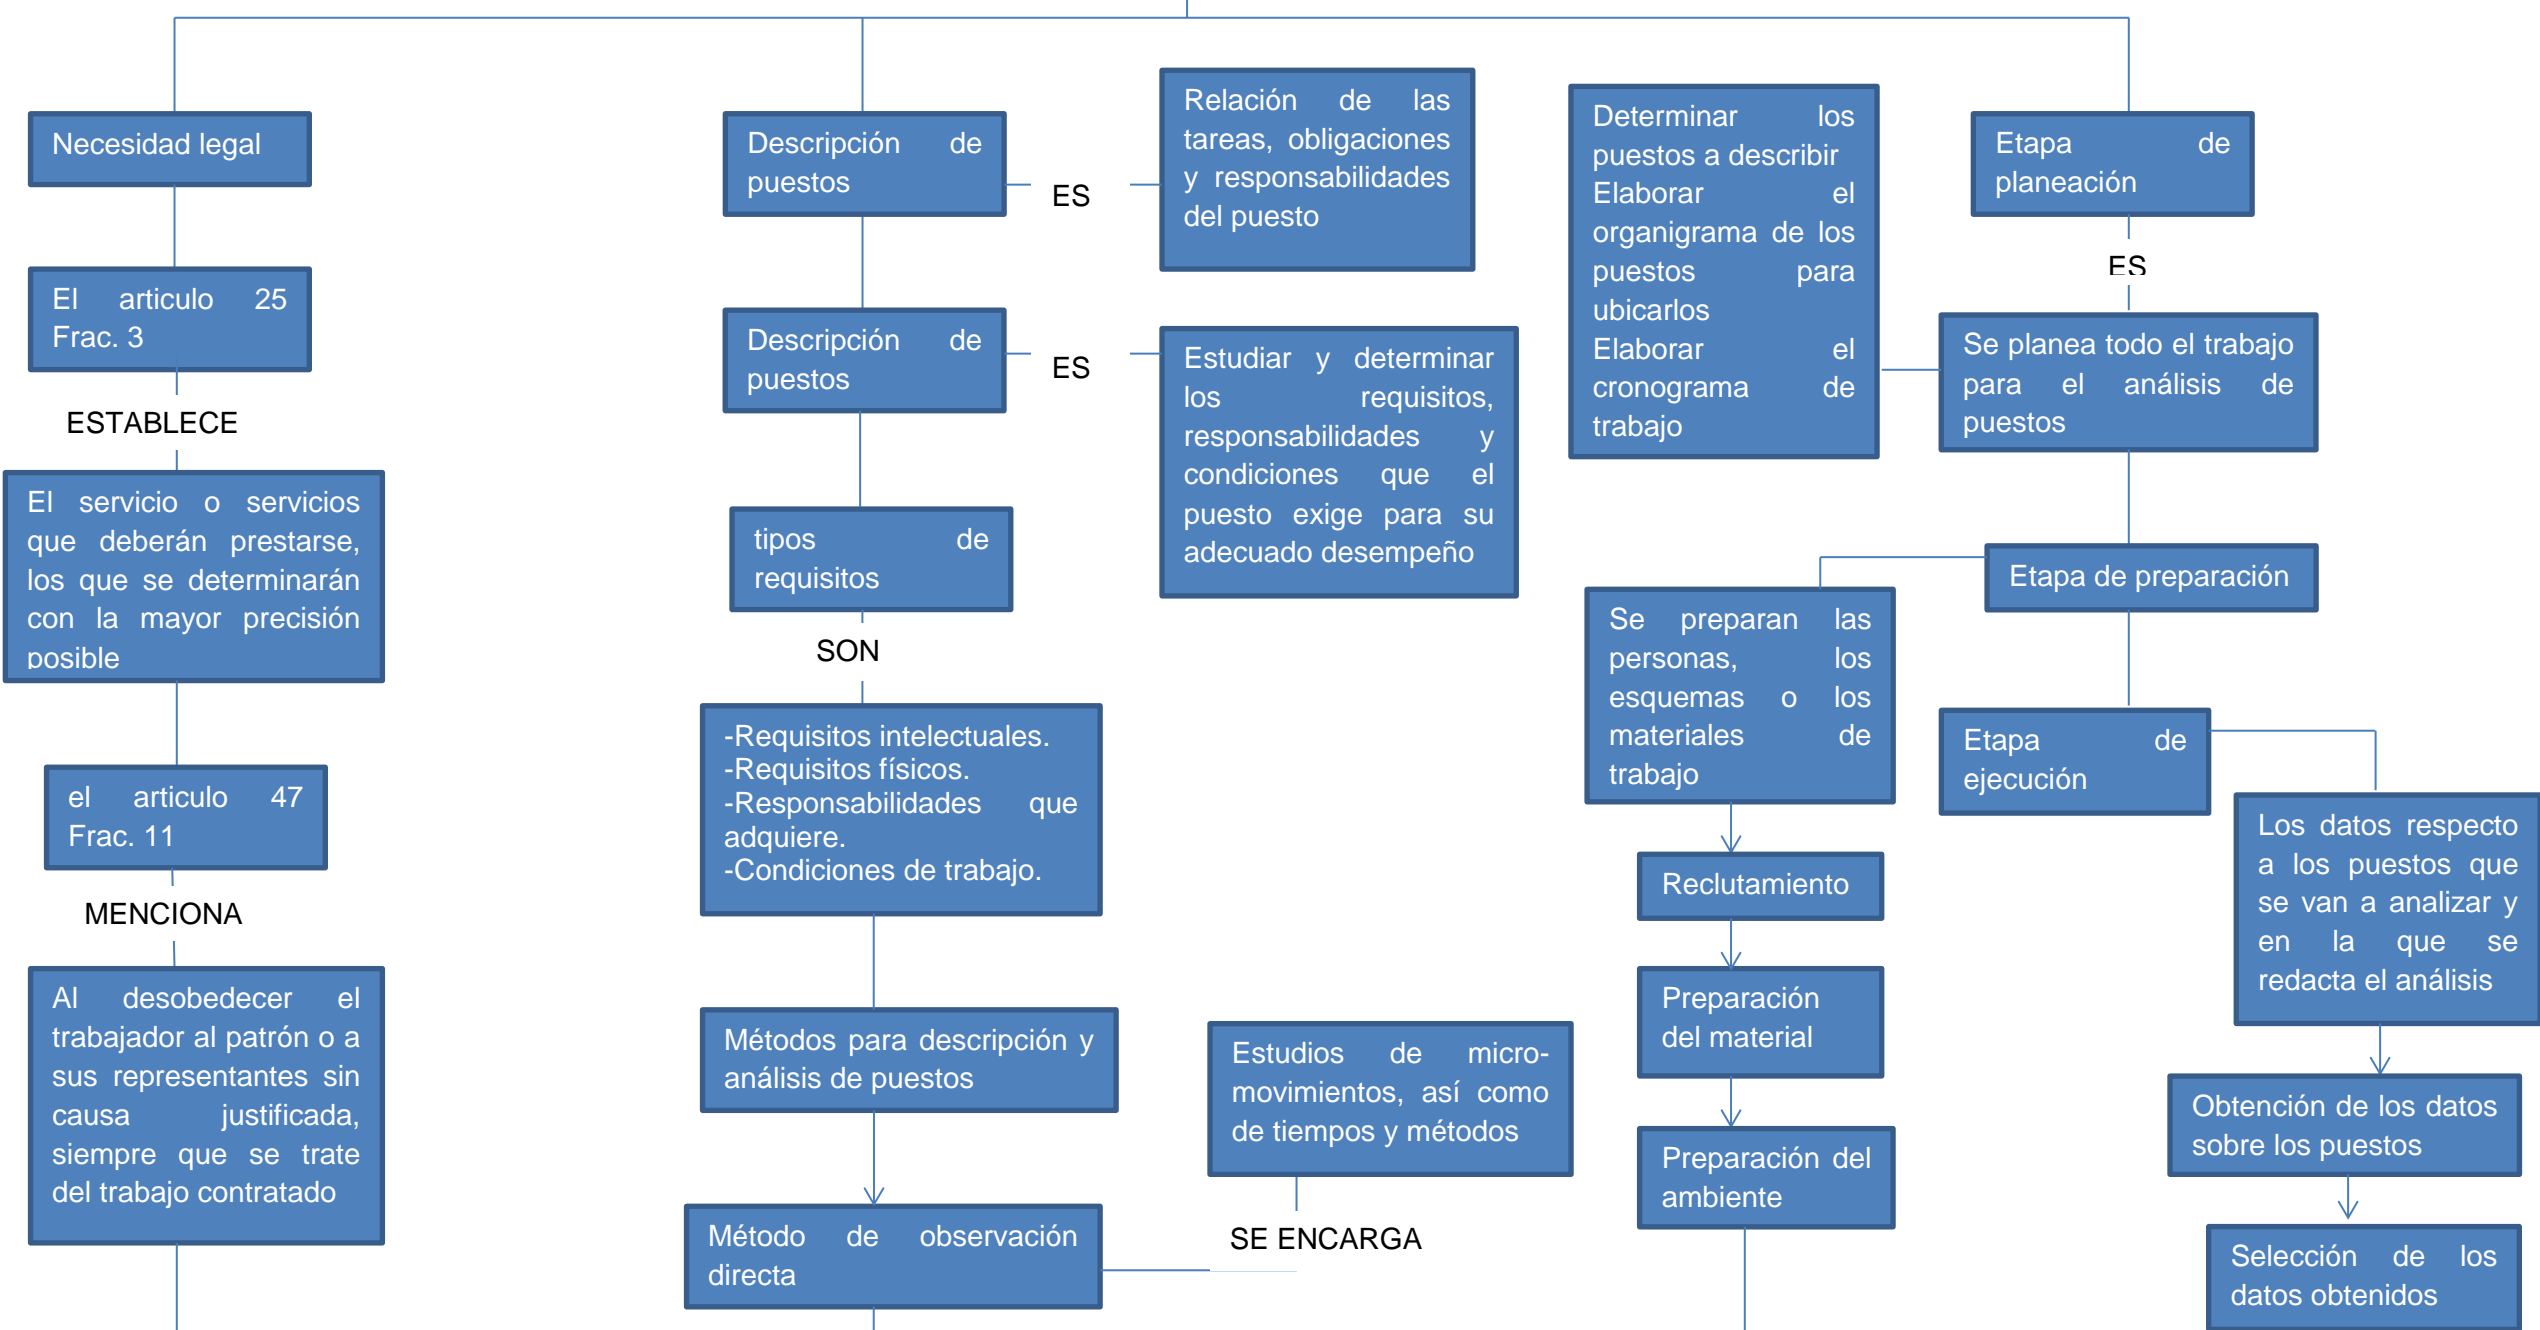 Necesidad legal
El articulo 25
Frac. 3
ESTABLECE
El servicio o servicios
que deberán prestarse,
los que se determinarán
con la mayor precisión
posible
el articulo 47
Frac. 11
MENCIONA
Al desobedecer el
trabajador al patrón o a
sus representantes sin
causa justificada,
siempre que se trate
del trabajo contratado
Descripción de
puestos
ES
Relación de las
tareas, obligaciones
y responsabilidades
del puesto
Descripción de
puestos
ES
Estudiar y determinar
los requisitos,
responsabilidades y
condiciones que el
puesto exige para su
adecuado desempeño
tipos de
requisitos
SON
-Requisitos intelectuales.
-Requisitos físicos.
-Responsabilidades que
adquiere.
-Condiciones de trabajo.
Métodos para descripción y
análisis de puestos
Método de observación
directa
SE ENCARGA
Estudios de micro-
movimientos, así como
de tiempos y métodos
Etapa de
planeación
ES
Se planea todo el trabajo
para el análisis de
puestos
Determinar los
puestos a describir
Elaborar el
organigrama de los
puestos para
ubicarlos
Elaborar el
cronograma de
trabajo
Etapa de preparación
Se preparan las
personas, los
esquemas o los
materiales de
trabajo
Reclutamiento
Preparación
del material
Preparación del
ambiente
Etapa de
ejecución
Los datos respecto
a los puestos que
se van a analizar y
en la que se
redacta el análisis
Obtención de los datos
sobre los puestos
Selección de los
datos obtenidos